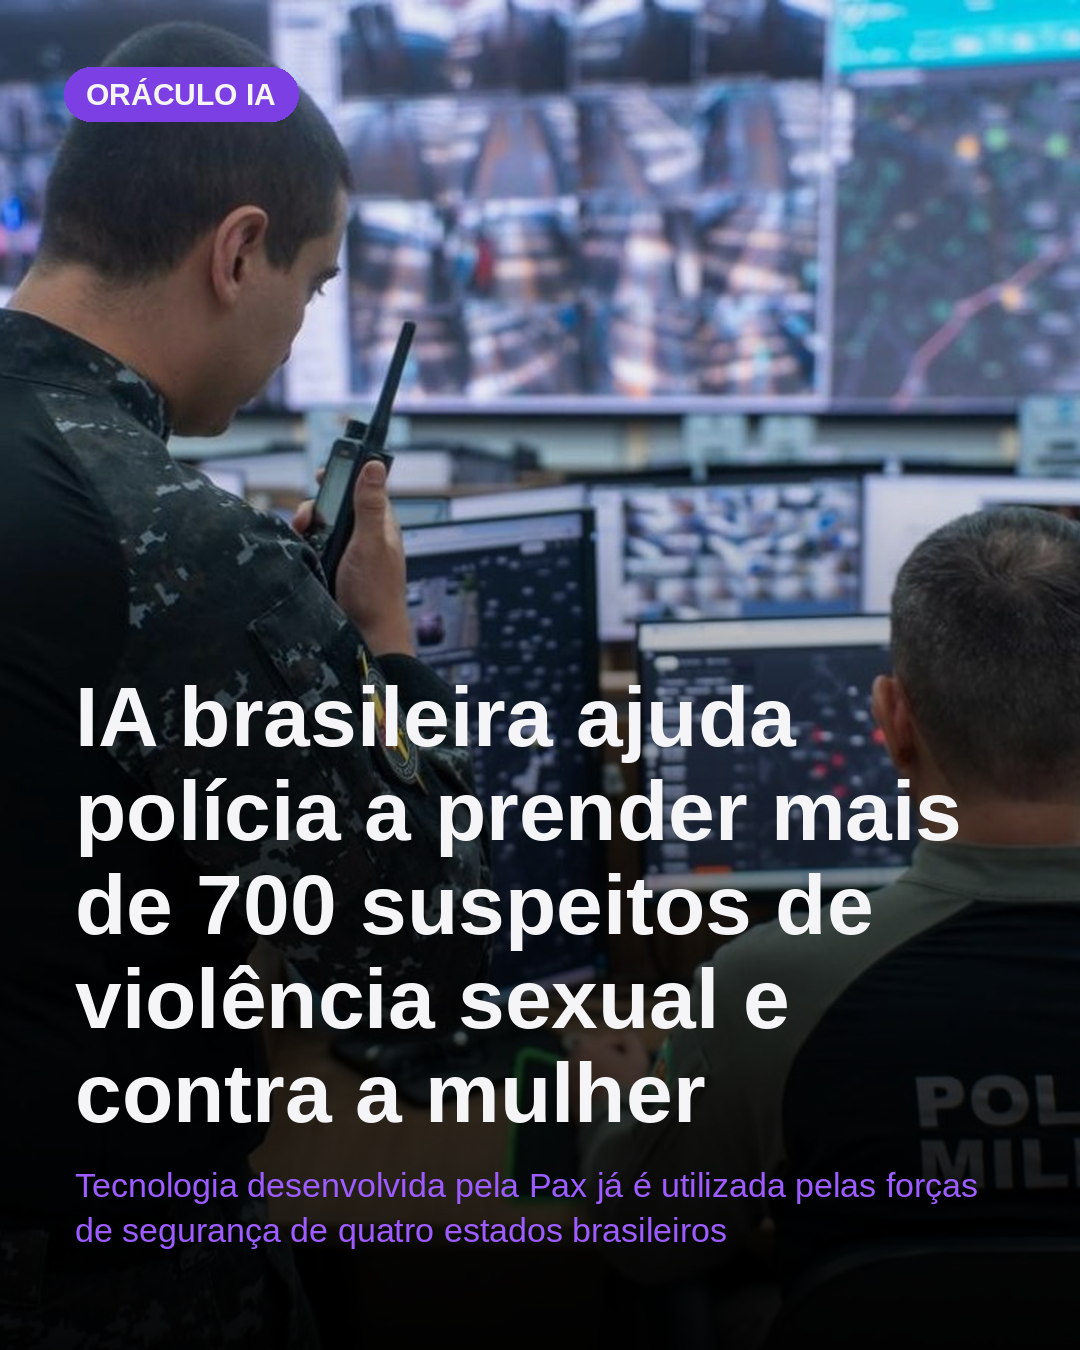 ORÁCULO IA
IA brasileira ajuda
polícia a prender mais
de 700 suspeitos de
violência sexual e
contra a mulher
POL
MILI
Tecnologia desenvolvida pela Pax já é utilizada pelas forças
de segurança de quatro estados brasileiros